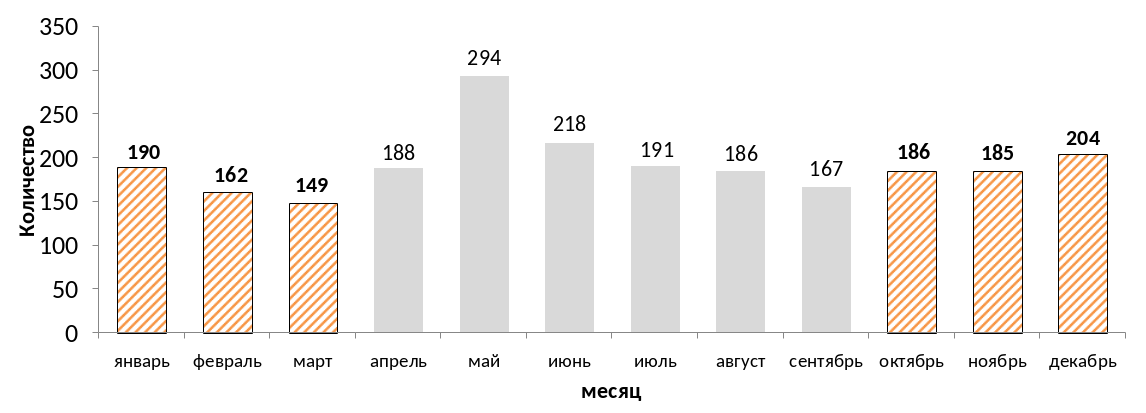 350
300
250
200
150
100
50
0
Количество
190
162
149
188
294
218
191
186
167
186
185
204
январь
февраль
март
апрель
май
июнь
июль
август
сентябрь
октябрь
ноябрь
декабрь
месяц